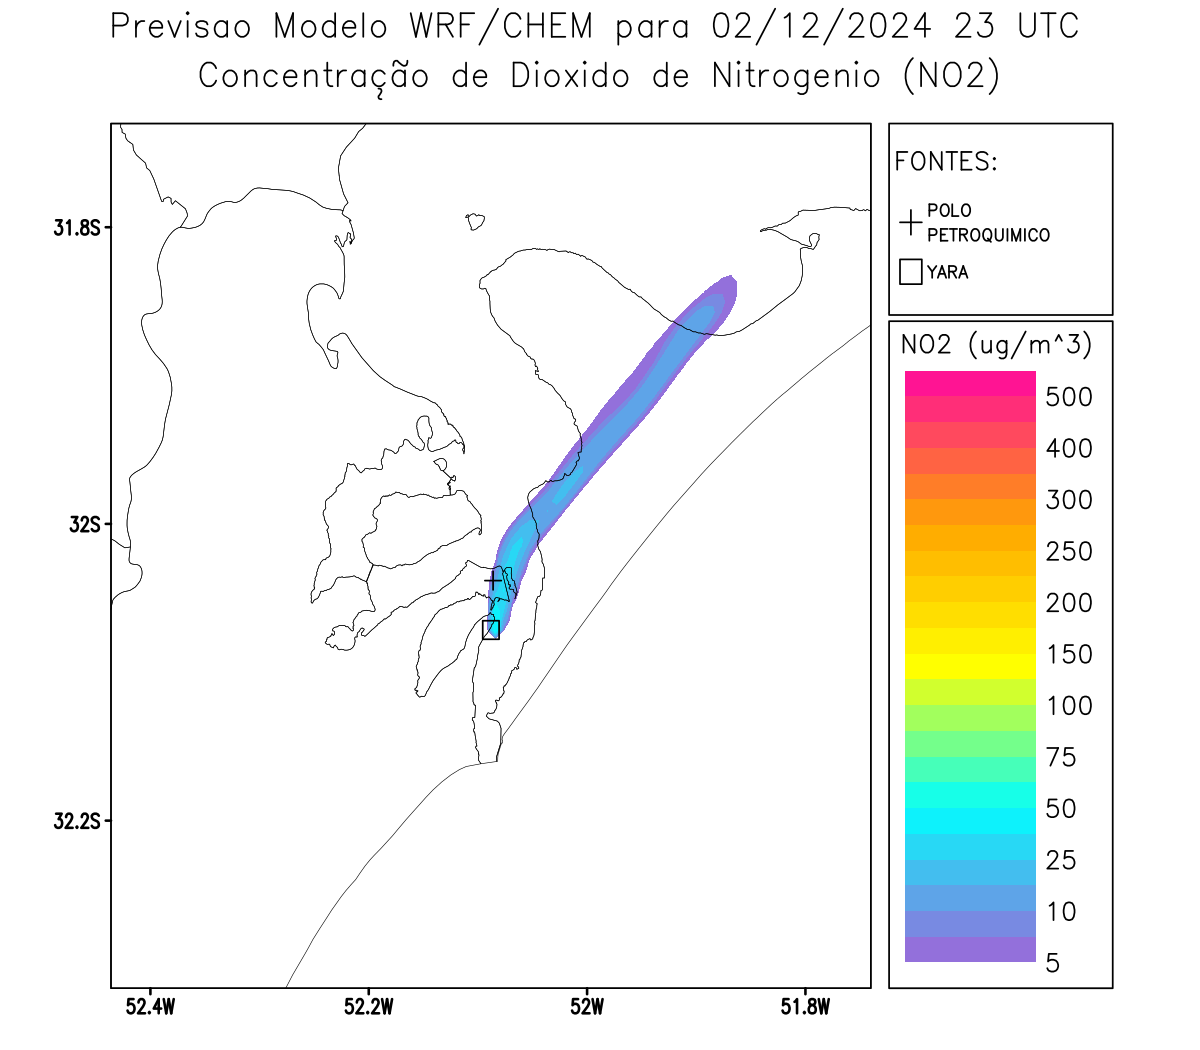 Previsao Modelo WRF/CHEM para 02/12/2024 23 UTC
Concentração de Dioxido de Nitrogenio (NO2)
FONTES:
POLO
PETROQUIMICO
YARA
NO2 (ug/m^3)
500
400
300
250
200
150
100
75
50
25
10
5
31.8S
32S
32.2S
52.4W
52.2W
52W
51.8W